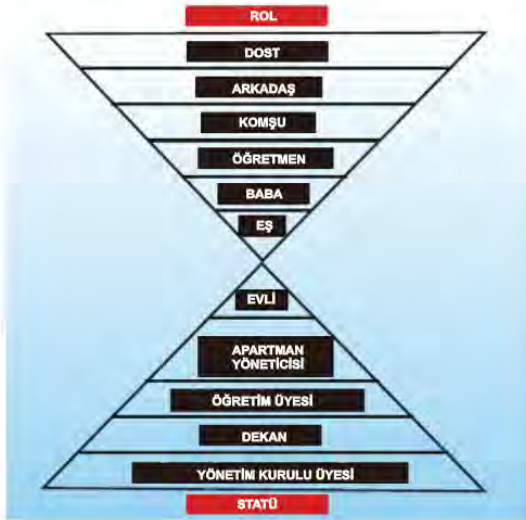 ROL
DOST
ARKADAŞ
KOMŞU
ÖĞRETMEN
BABA
EŞ
EVLİ
APARTMAN
YÖNETİCİSİ
ÖĞRETİM ÜYESİ
DEKAN
YÖNETİM KURULU ÜYESİ
STATÜ